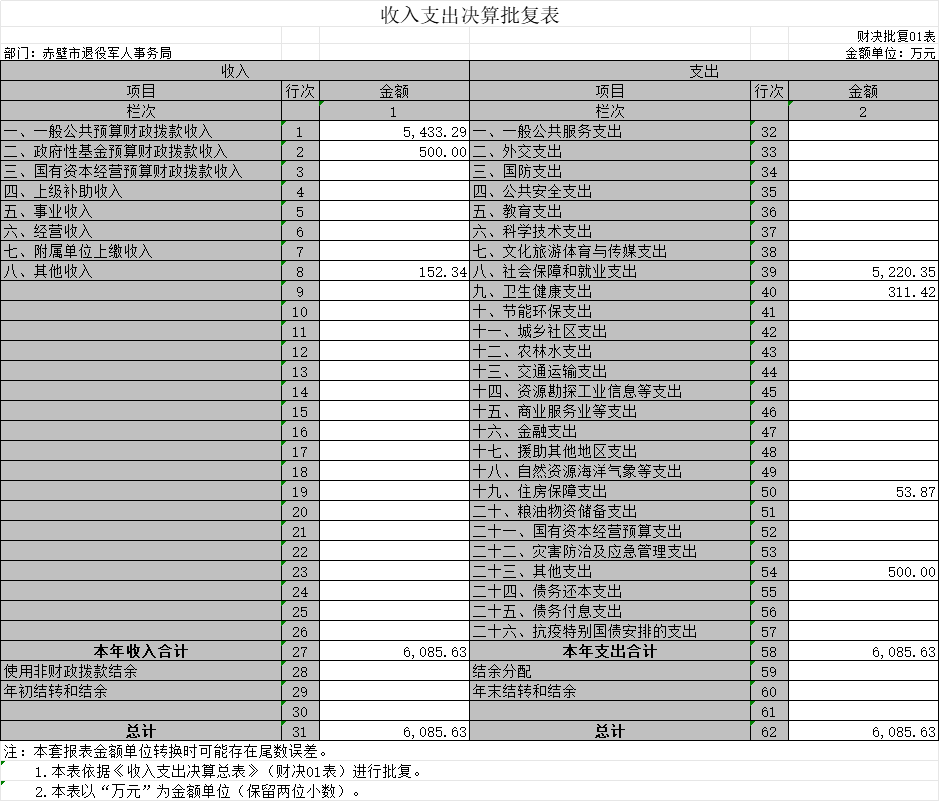 收入支出决算批复表
财决批复01表
部门：赤壁市退役军人事务局 金额单位：万元
收入 支出
项目 行次 金额 项目 行次 金额
栏次 1 栏次 2
一、一般公共预算财政拨款收入 1 5,433.29 一、一般公共服务支出 32
二、政府性基金预算财政拨款收入 2 500.00 二、外交支出 33
三、国有资本经营预算财政拨款收入 3 三、国防支出 34
四、上级补助收入 4 四、公共安全支出 35
五、事业收入 5 五、教育支出 36
六、经营收入 6 六、科学技术支出 37
七、附属单位上缴收入 7 七、文化旅游体育与传媒支出 38
八、其他收入 8 152.34 八、社会保障和就业支出 39 5,220.35
9 九、卫生健康支出 40 311.42
10 十、节能环保支出 41
11 十一、城乡社区支出 42
12 十二、农林水支出 43
13 十三、交通运输支出 44
14 十四、资源勘探工业信息等支出 45
15 十五、商业服务业等支出 46
16 十六、金融支出 47
17 十七、援助其他地区支出 48
18 十八、自然资源海洋气象等支出 49
19 十九、住房保障支出 50 53.87
20 二十、粮油物资储备支出 51
21 二十一、国有资本经营预算支出 52
22 二十二、灾害防治及应急管理支出 53
23 二十三、其他支出 54 500.00
24 二十四、债务还本支出 55
25 二十五、债务付息支出 56
26 二十六、抗疫特别国债安排的支出 57
本年收入合计 27 6,085.63 本年支出合计 58 6,085.63
使用非财政拨款结余 28 结余分配 59
年初结转和结余 29 年末结转和结余 60
30 61
总计 31 6,085.63 总计 62 6,085.63
注：本套报表金额单位转换时可能存在尾数误差。
1.本表依据《收入支出决算总表》（财决01表）进行批复。
2.本表以“万元”为金额单位（保留两位小数）。